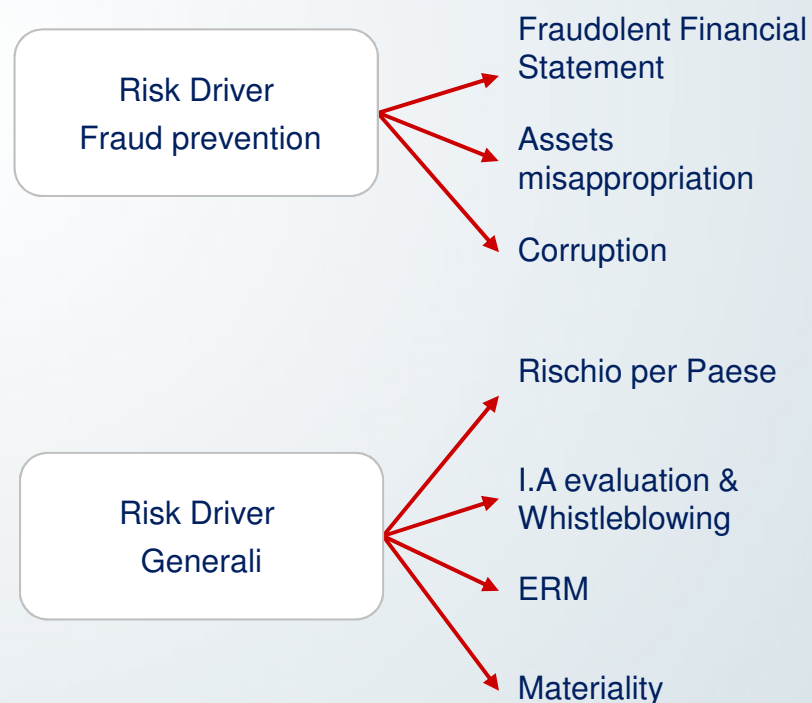 Risk Driver
Fraud prevention
Fraudolent Financial
Statement
Assets
misappropriation
Corruption
Risk Driver
Generali
Rischio per Paese
I.A evaluation &
Whistleblowing
ERM
Materiality